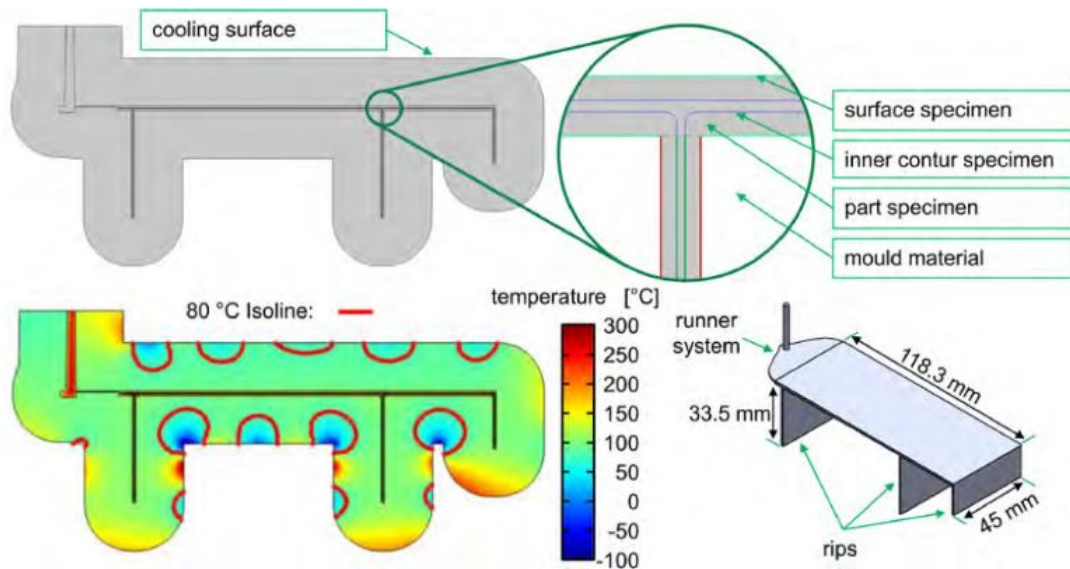 cooling surface
surface specimen
inner contur specimen
part specimen
mould material
80 °C Isoline:
temperature [°C]
300
250
200
150
100
50
0
-50
-100
runner
system
118.3 mm
33.5 mm
45 mm
rips